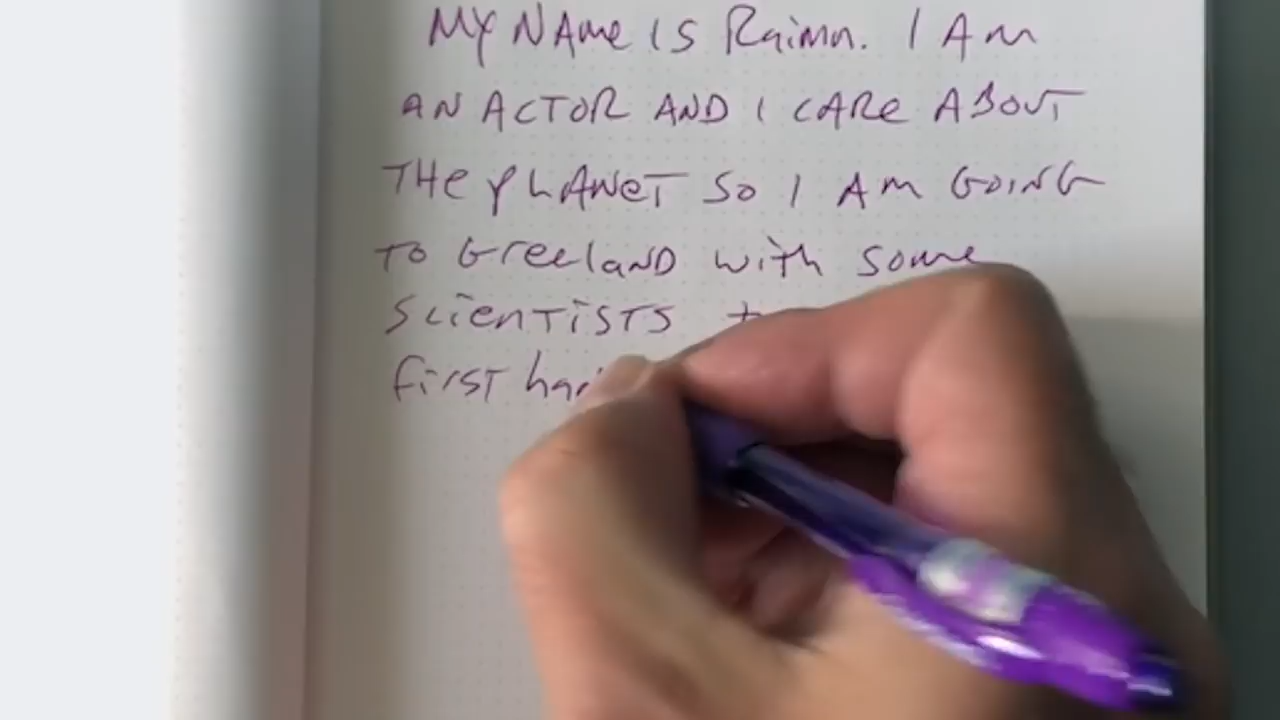 My NAme is Rainn. I Am
AN ACTOR AND I CARe ABOUT
THe pLANeT So I Am GOING
To GreelanD with some
Scientists
first